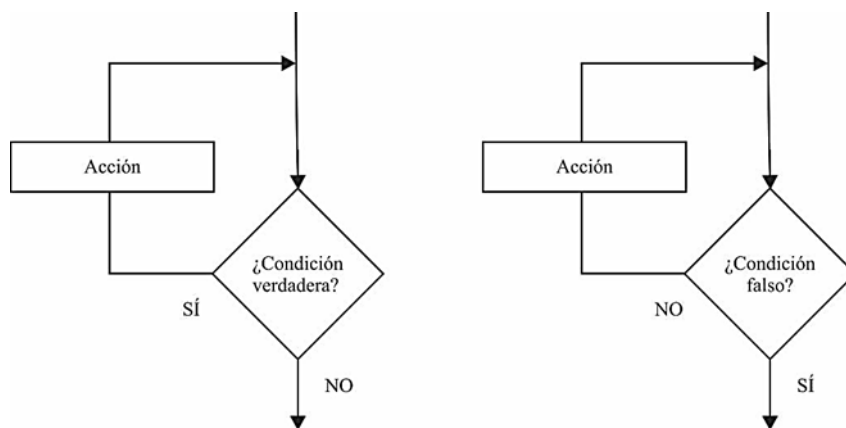 Acción
¿Condición
verdadera?
SÍ
NO
Acción
¿Condición
falso?
NO
SÍ